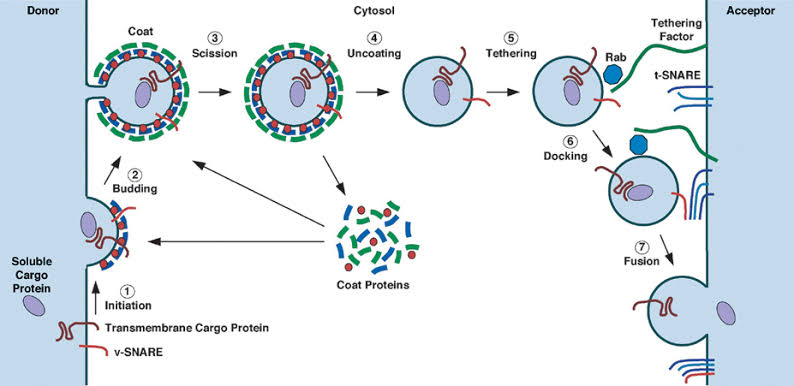 Donor
Cytosol
Acceptor
Coat
③
Scission
④
Uncoating
⑤
Tethering
Rab
Tethering
Factor
t-SNARE
⑥
Docking
②
Budding
⑦
Fusion
Soluble
Cargo
Protein
①
Initiation
Coat Proteins
Transmembrane Cargo Protein
v-SNARE